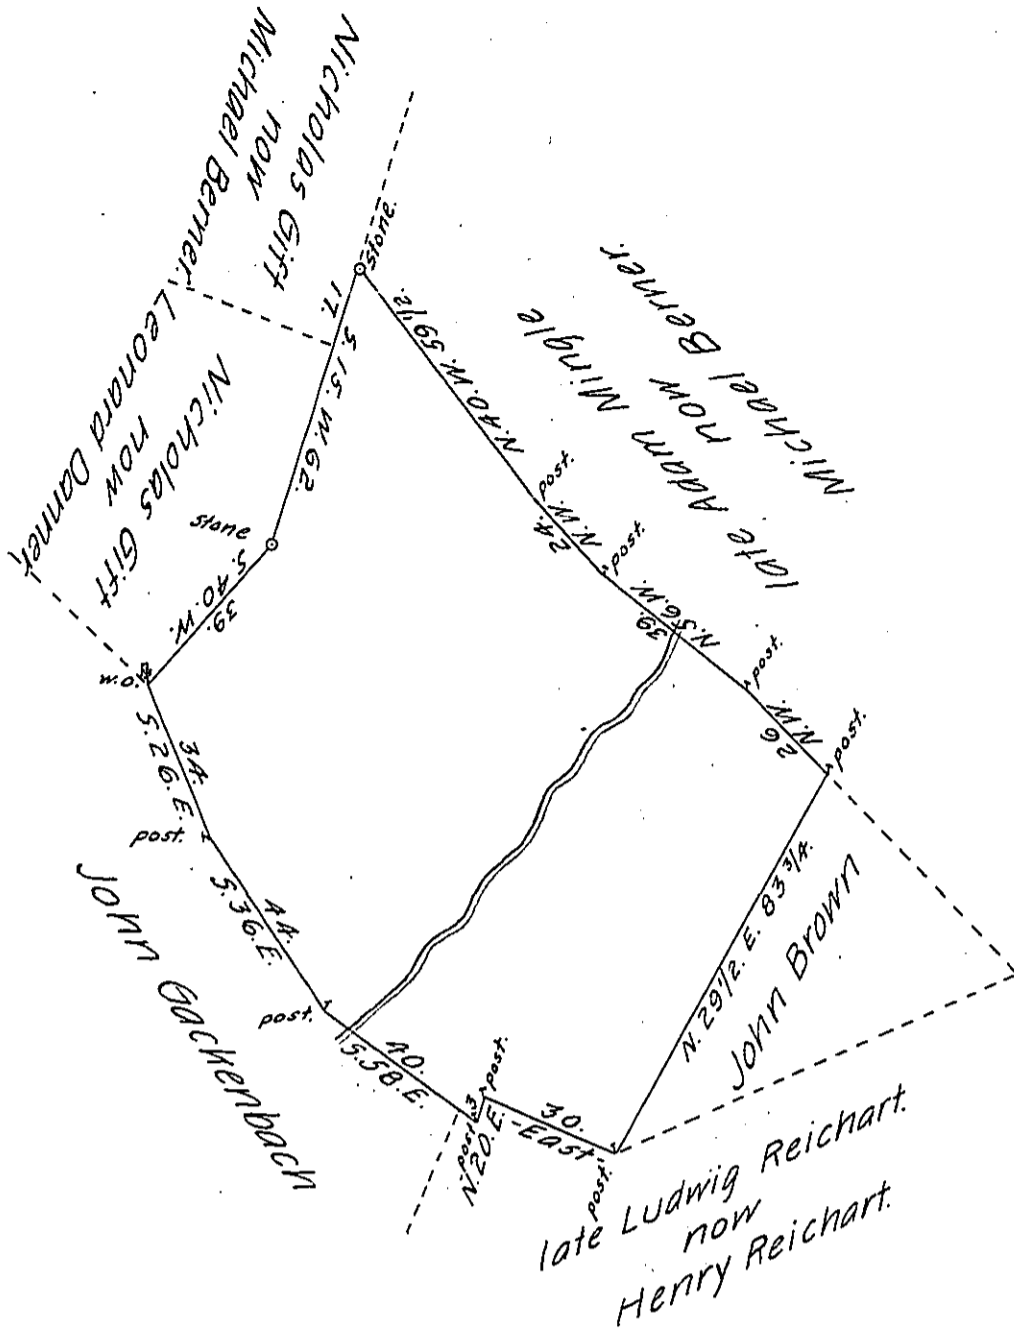 Nicholas Gift
now
Michael Berner.
Nicholas Gift
now
Leonard Danner,
stone.
17.
S. 15. W. 62.
stone
S. 40. W.
39.
w.o.
34.
S. 26. E.
post.
44.
S. 36. E.
post.
John Gackenbach
40.
S. 58. E.
post.
3
N. 20. E.
post.
30.
East
post.
late Ludwig Reichart.
now
Henry Reichart.
N. 29 1/2. E. 83 3/4.
John Brown
post.
N. W.
26
post.
N. 56. W.
39.
post.
N. W.
24.
post.
N. 40. W. 59 1/2.
late Adam Mingle
now
Michael Berner.